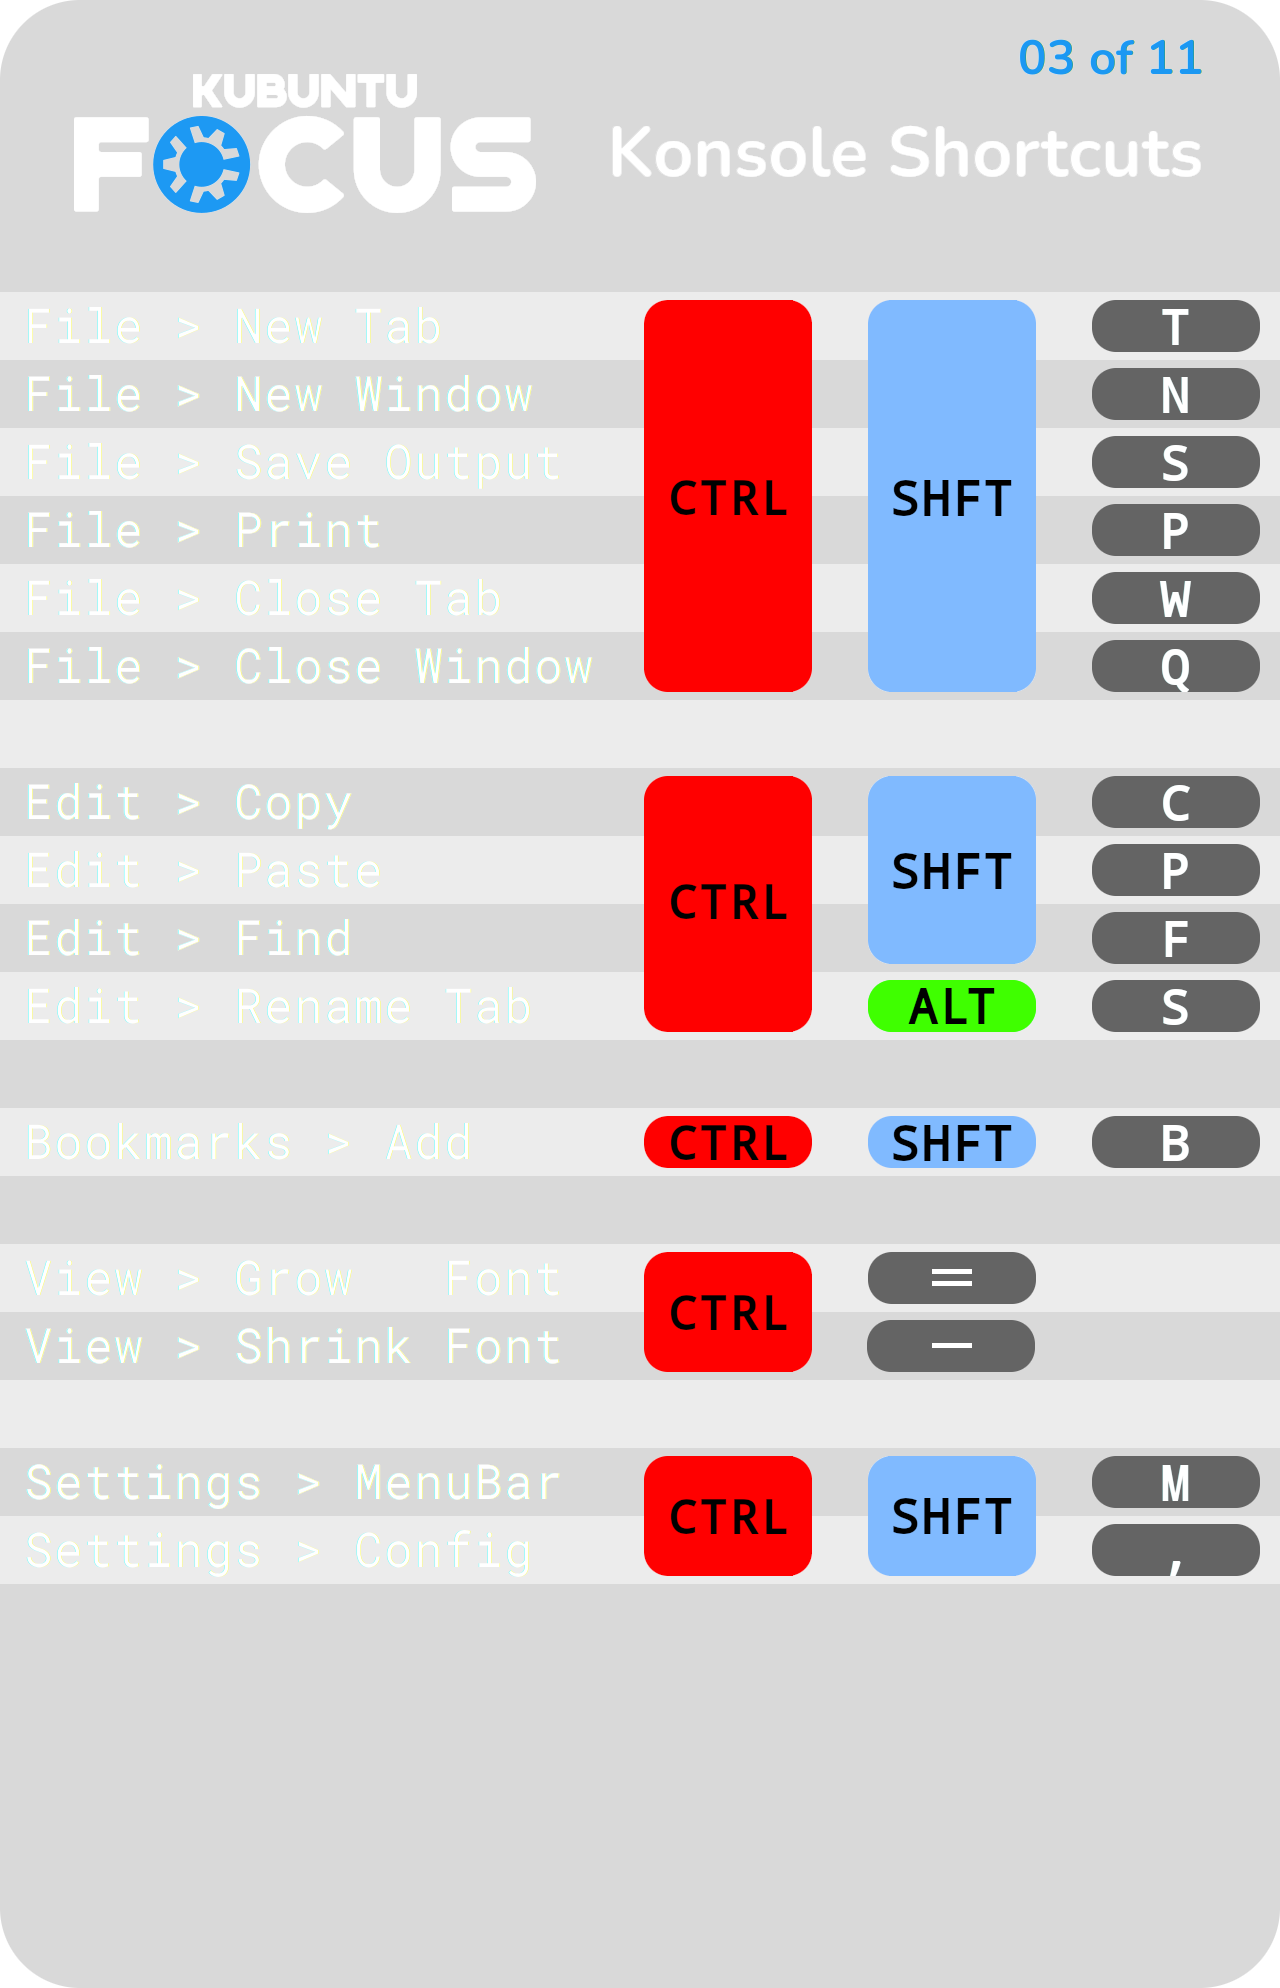 03 of 11
KUBUNTU
FOCUS
Konsole Shortcuts
File > New Tab T
File > New Window N
File > Save Output S
CTRL SHFT
File > Print P
File > Close Tab W
File > Close Window Q
Edit > Copy C
Edit > Paste SHFT P
CTRL
Edit > Find F
Edit > Rename Tab ALT S
Bookmarks > Add CTRL SHFT B
View > Grow Font =
CTRL
View > Shrink Font –
Settings > MenuBar M
CTRL SHFT
Settings > Config ,